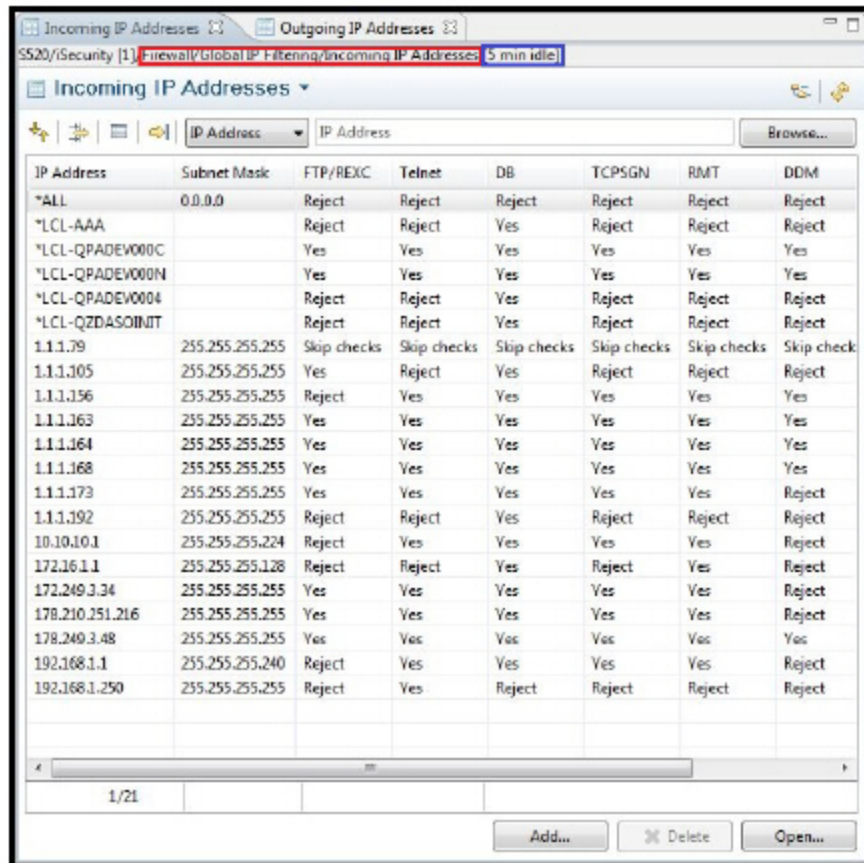 Incoming IP Addresses Outgoing IP Addresses
S520/iSecurity [1]/Firewall/Global IP Filtering/Incoming IP Addresses [5 min idle]
Incoming IP Addresses
IP Address IP Address Browse...
IP Address Subnet Mask FTP/REXC Telnet DB TCPSGN RMT DDM
*ALL 0.0.0.0 Reject Reject Reject Reject Reject Reject
*LCL-AAA Reject Reject Yes Reject Reject Reject
*LCL-QPADEV000C Yes Yes Yes Yes Yes Yes
*LCL-QPADEV000N Yes Yes Yes Yes Yes Yes
*LCL-QPADEV0004 Reject Reject Yes Reject Reject Reject
*LCL-QZDASOINIT Reject Reject Yes Reject Reject Reject
1.1.1.79 255.255.255.255 Skip checks Skip checks Skip checks Skip checks Skip checks Skip check
1.1.1.105 255.255.255.255 Yes Reject Yes Reject Reject Reject
1.1.1.156 255.255.255.255 Reject Yes Yes Yes Yes Yes
1.1.1.163 255.255.255.255 Yes Yes Yes Yes Yes Yes
1.1.1.164 255.255.255.255 Yes Yes Yes Yes Yes Yes
1.1.1.168 255.255.255.255 Yes Yes Yes Yes Yes Yes
1.1.1.173 255.255.255.255 Yes Yes Yes Yes Yes Reject
1.1.1.192 255.255.255.255 Reject Reject Yes Reject Reject Reject
10.10.10.1 255.255.255.224 Reject Yes Yes Yes Yes Reject
172.16.1.1 255.255.255.128 Reject Reject Yes Reject Yes Reject
172.249.3.34 255.255.255.255 Yes Yes Yes Yes Yes Reject
178.210.251.216 255.255.255.255 Yes Yes Yes Yes Yes Reject
178.249.3.48 255.255.255.255 Yes Yes Yes Yes Yes Yes
192.168.1.1 255.255.255.240 Reject Yes Yes Yes Yes Reject
192.168.1.250 255.255.255.255 Reject Yes Reject Reject Reject Reject
1/21
Add... Delete Open...